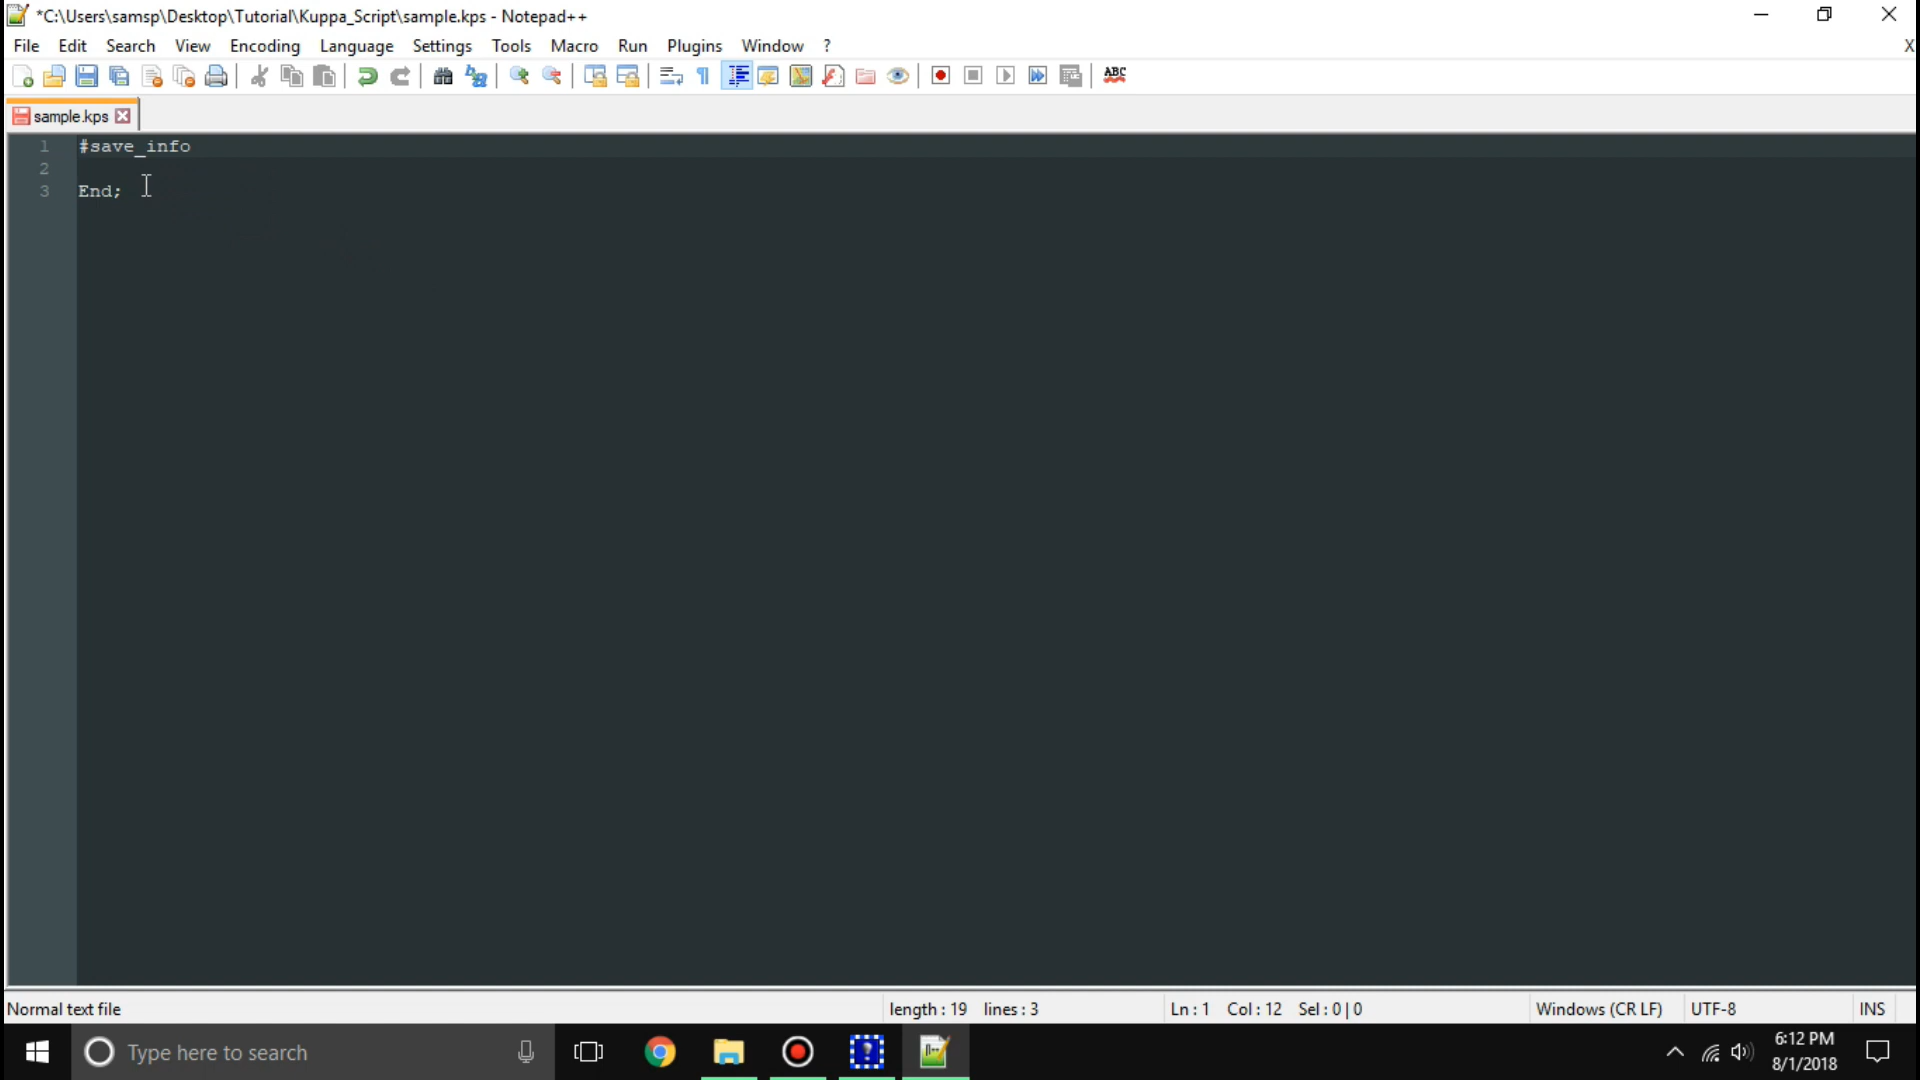 *C:\Users\samsp\Desktop\Tutorial\Kuppa_Script\sample.kps - Notepad++
File Edit Search View Encoding Language Settings Tools Macro Run Plugins Window ? X
ABC
sample.kps
1 #save_info
2
3 End;
Normal text file length : 19 lines : 3 Ln : 1 Col : 12 Sel : 0 | 0 Windows (CR LF) UTF-8 INS
Type here to search
6:12 PM
8/1/2018